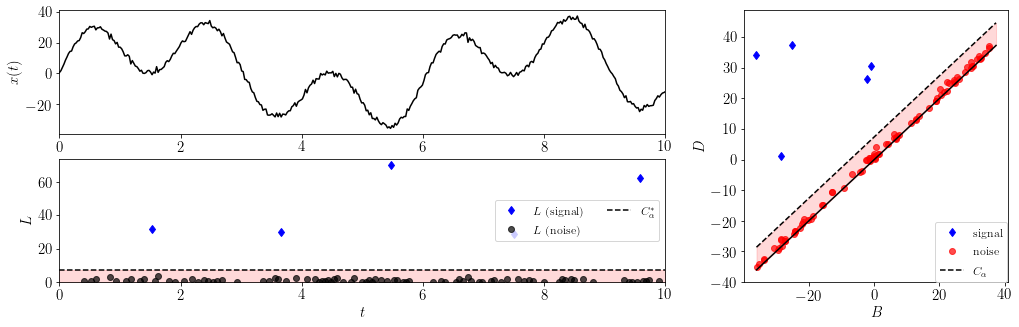 40
20
0
−20
x(t)
0 2 4 6 8 10
60
40
20
0
L
L (signal)
L (noise)
C*α
0 2 4 6 8 10
t
40
30
20
10
0
−10
−20
−30
−40
D
signal
noise
Cα
−20 0 20 40
B